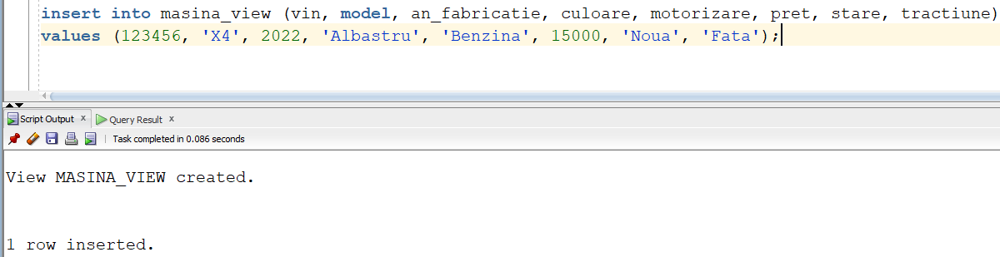 insert into masina_view (vin, model, an_fabricatie, culoare, motorizare, pret, stare, tractiune)
values (123456, 'X4', 2022, 'Albastru', 'Benzina', 15000, 'Noua', 'Fata');
Script Output x Query Result x
Task completed in 0.086 seconds
View MASINA_VIEW created.
1 row inserted.